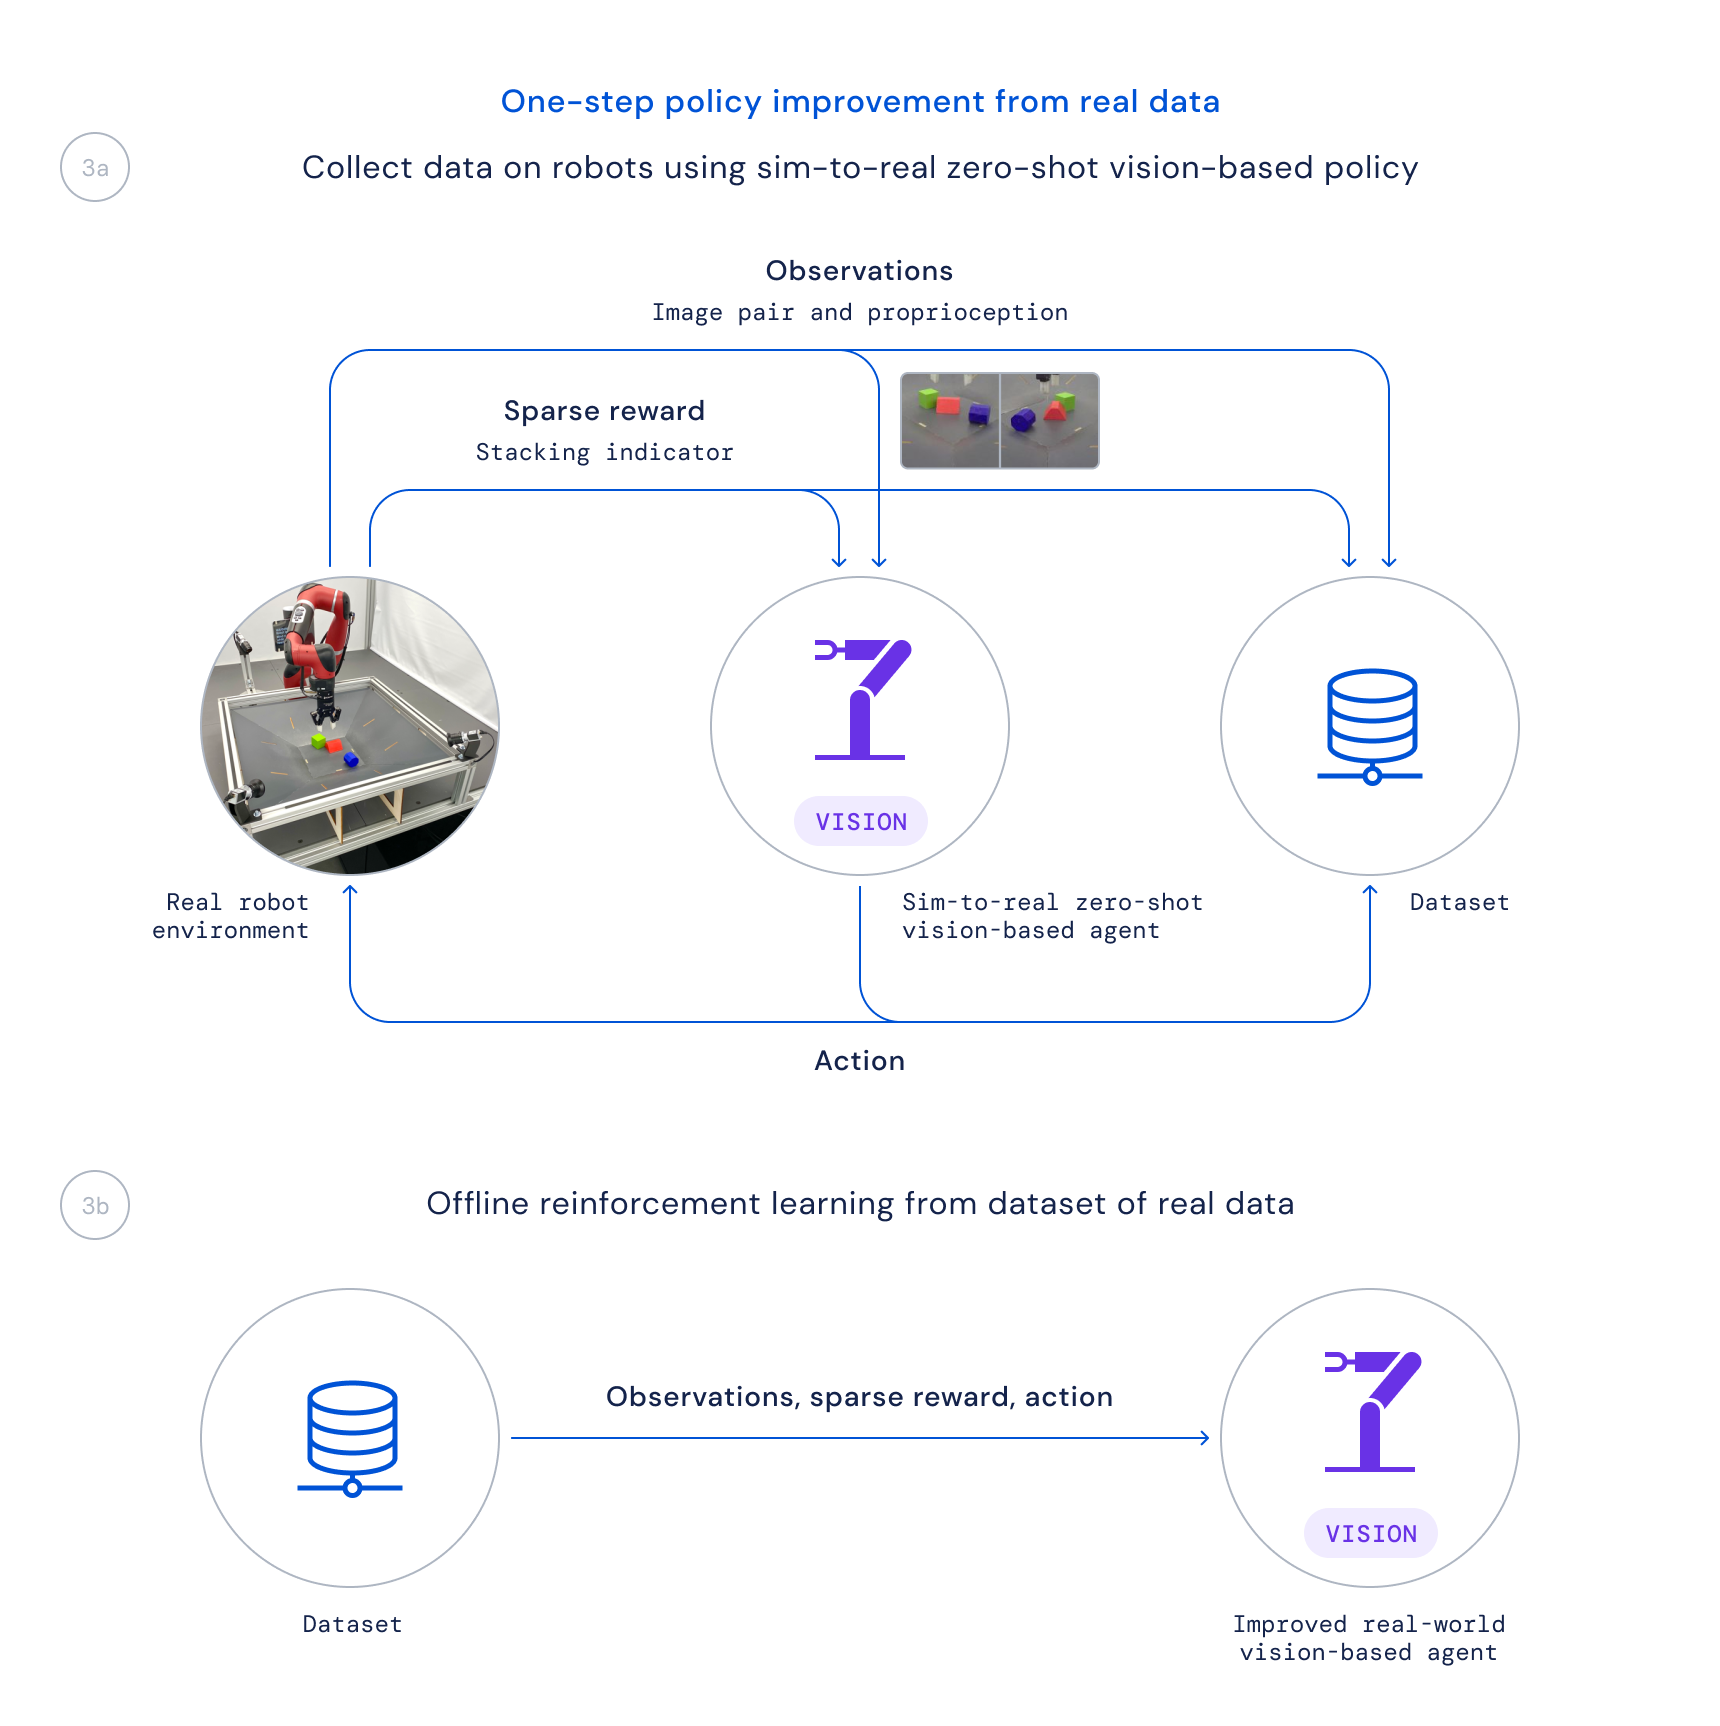 One-step policy improvement from real data
3a
Collect data on robots using sim-to-real zero-shot vision-based policy
Observations
Image pair and proprioception
Sparse reward
Stacking indicator
VISION
Real robot
environment
Sim-to-real zero-shot
vision-based agent
Dataset
Action
3b
Offline reinforcement learning from dataset of real data
Observations, sparse reward, action
VISION
Dataset
Improved real-world
vision-based agent